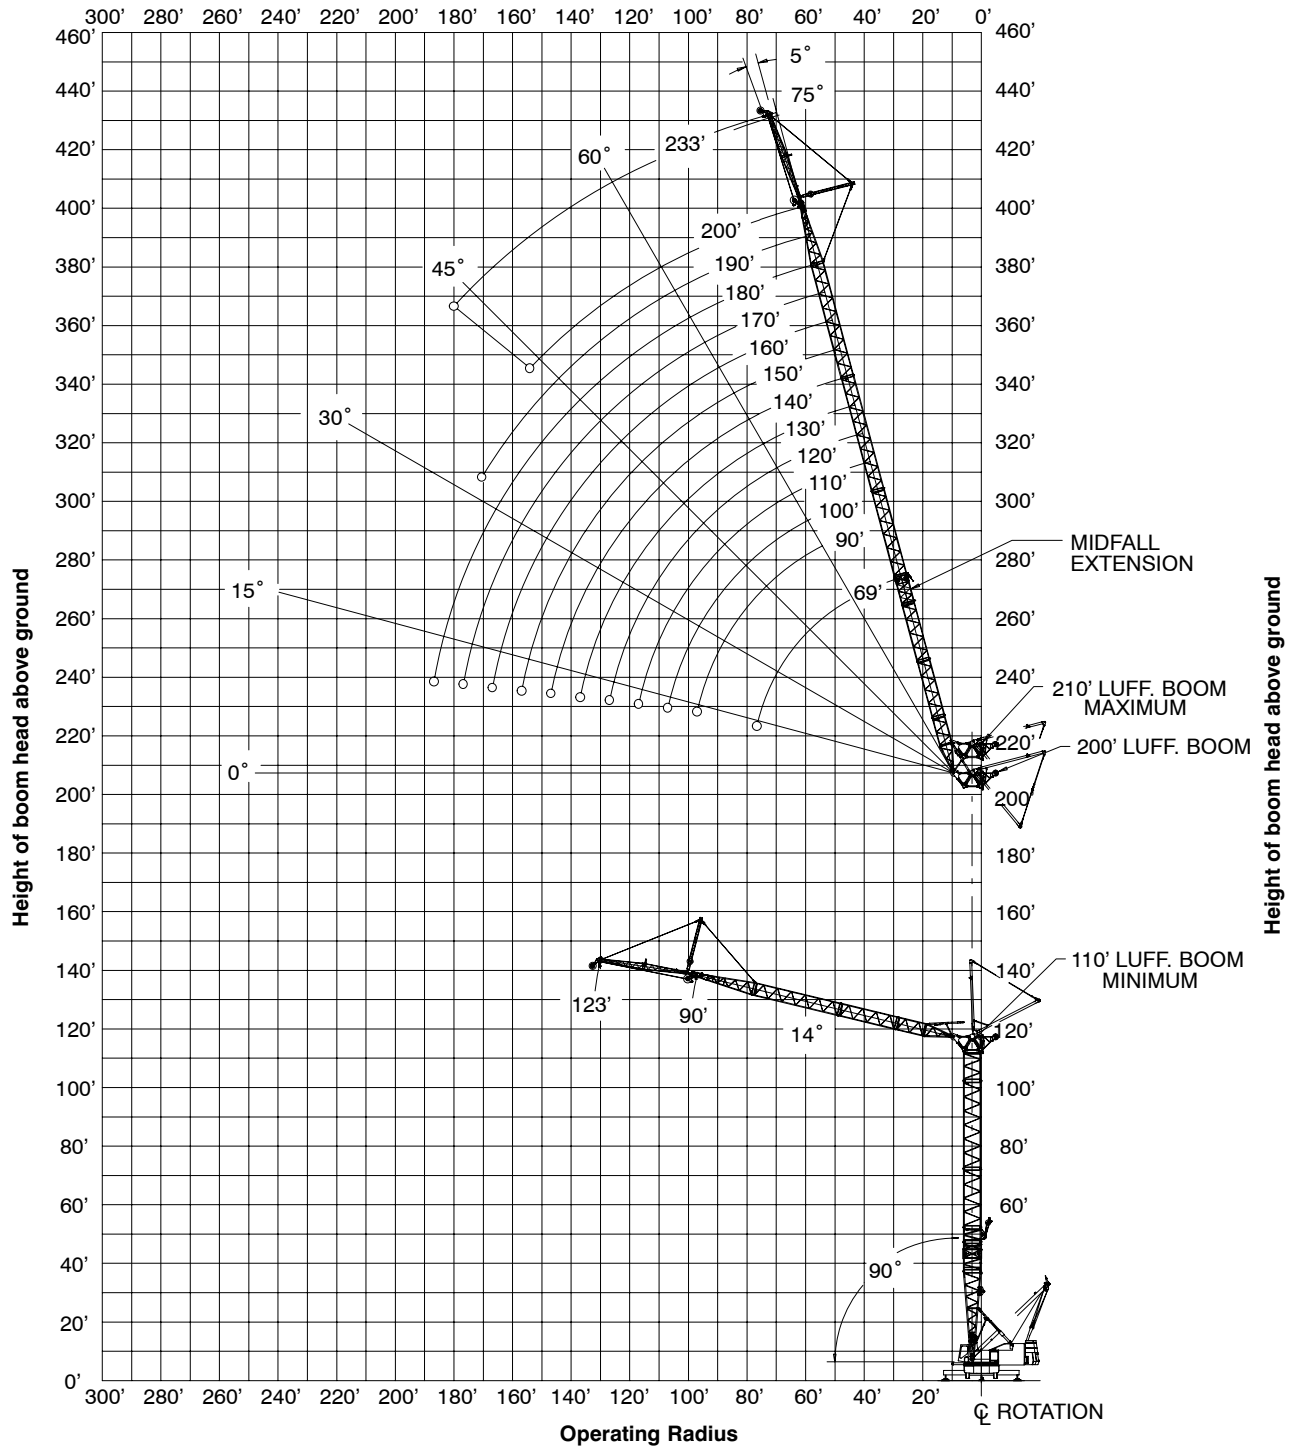 300’ 280’ 260’ 240’ 220’ 200’ 180’ 160’ 140’ 120’ 100’ 80’ 60’ 40’ 20’ 0’
460’ 460’
5°
440’ 75° 440’
233’
420’ 60° 420’
400’ 400’
200’
45° 190’
380’ 380’
180’
360’ 170’ 360’
160’
340’ 150’ 340’
30° 140’
320’ 130’ 320’
120’
300’ 110’ 300’
100’
90’
280’ 280’
MIDFALL
EXTENSION
15° 69’
260’ 260’
240’ 240’
210’ LUFF. BOOM
MAXIMUM
220’ 220’
200’ LUFF. BOOM
0°
200’ 200’
180’ 180’
160’ 160’
110’ LUFF. BOOM
MINIMUM
140’ 140’
123’ 90’
14°
120’ 120’
100’ 100’
80’ 80’
60’ 60’
90°
40’
20’
0’
300’ 280’ 260’ 240’ 220’ 200’ 180’ 160’ 140’ 120’ 100’ 80’ 60’ 40’ 20’
℄ ROTATION
Operating Radius
Height of boom head above ground
Height of boom head above ground